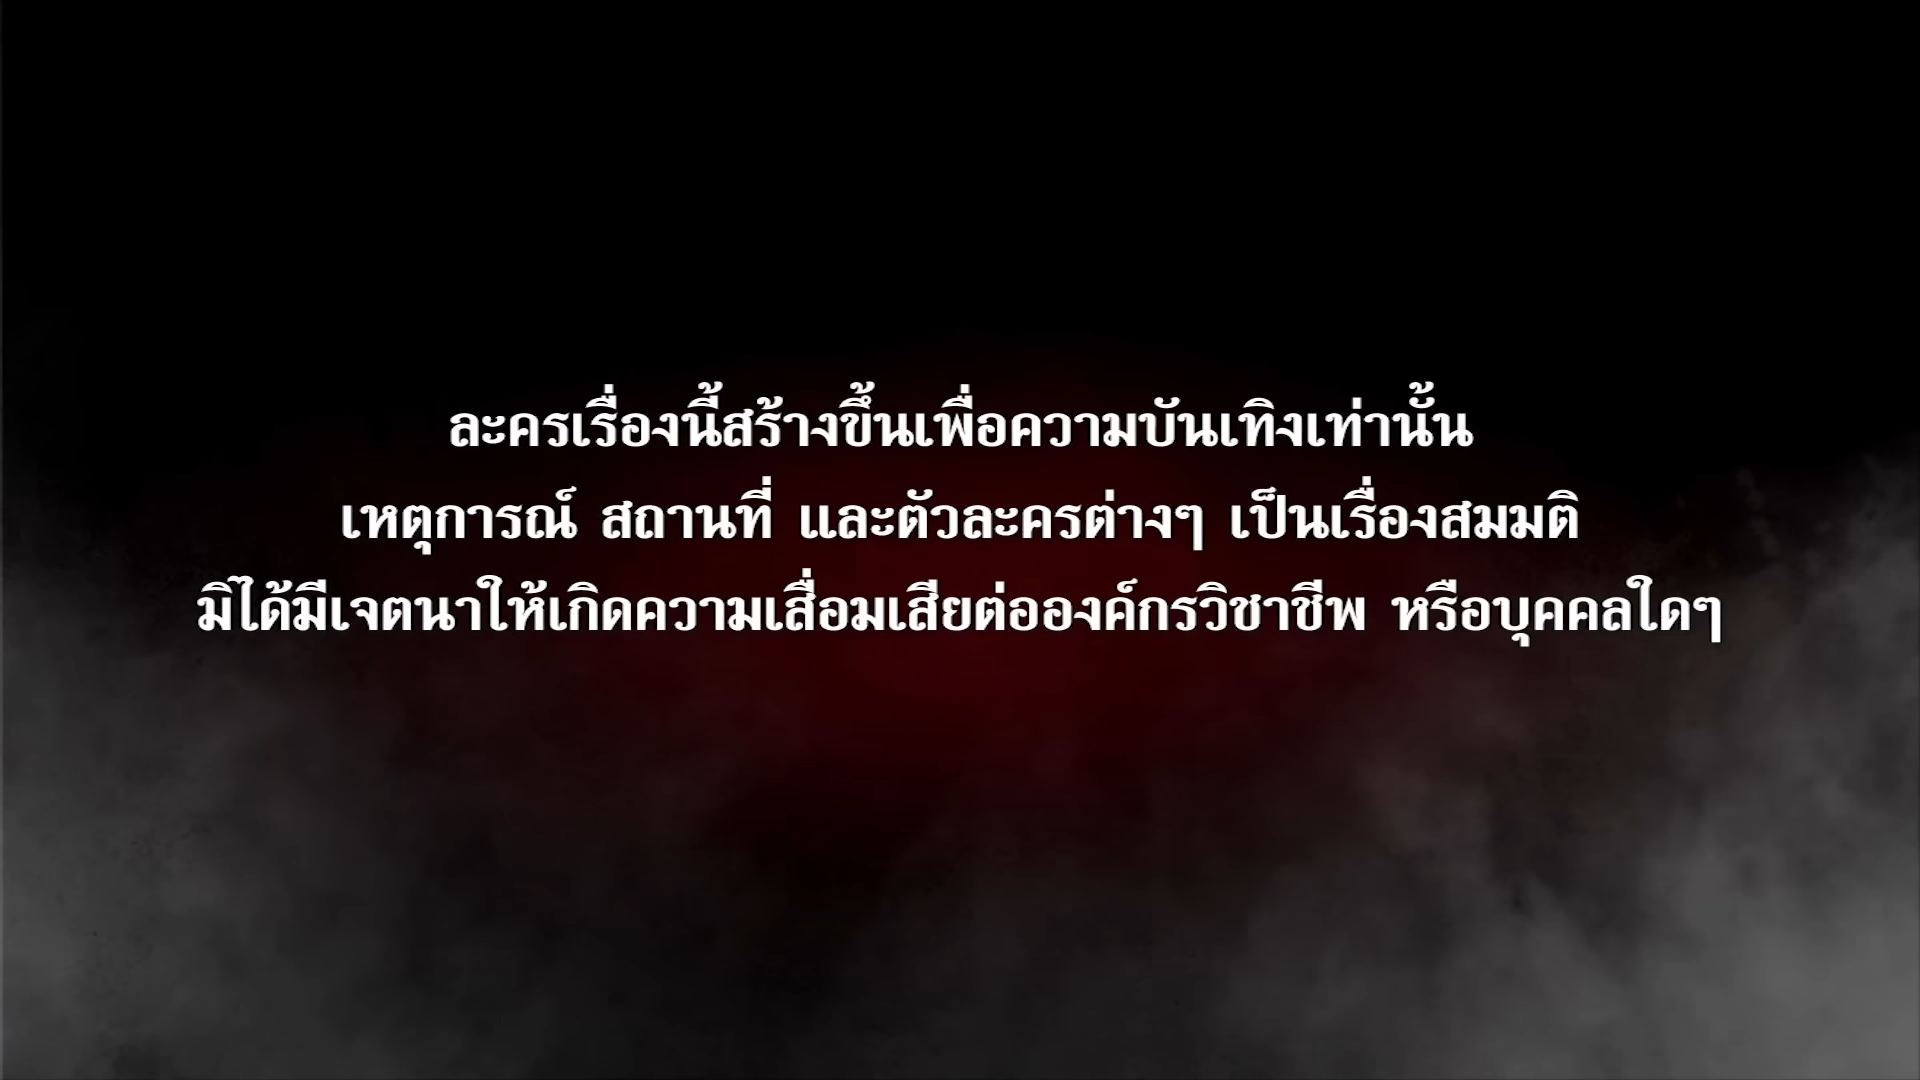 ละครเรื่องนี้สร้างขึ้นเพื่อความบันเทิงเท่านั้น
เหตุการณ์ สถานที่ และตัวละครต่างๆ เป็นเรื่องสมมติ
มิได้มีเจตนาให้เกิดความเสื่อมเสียต่อองค์กรวิชาชีพ หรือบุคคลใดๆ